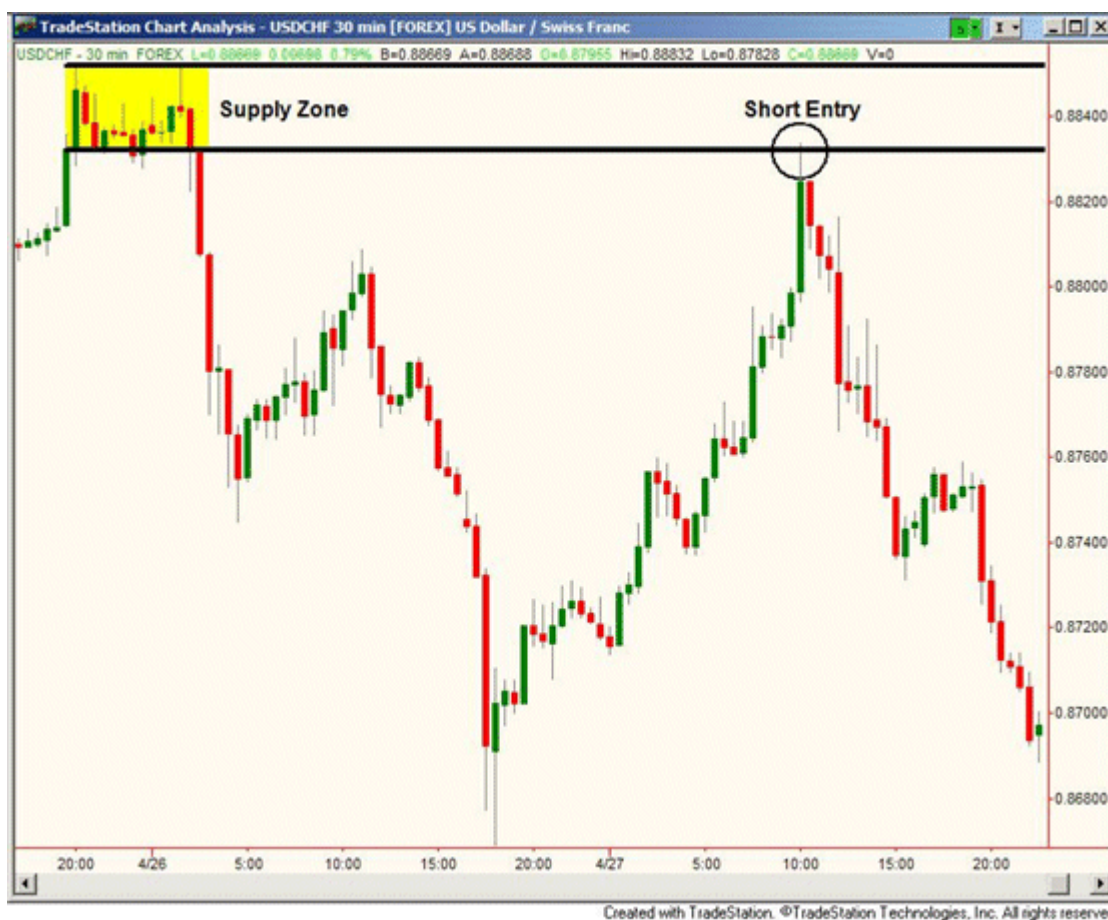 TradeStation Chart Analysis - USDCHF 30 min [FOREX] US Dollar / Swiss Franc
USDCHF - 30 min FOREX L=0.88669 0.00698 0.79% B=0.88669 A=0.88688 O=0.87955 Hi=0.88832 Lo=0.87828 C=0.88669 V=0
Supply Zone
Short Entry
0.88400
0.88200
0.88000
0.87800
0.87600
0.87400
0.87200
0.87000
0.86800
20:00 4/26 5:00 10:00 15:00 20:00 4/27 5:00 10:00 15:00 20:00
Created with TradeStation. ©TradeStation Technologies, Inc. All rights reserve